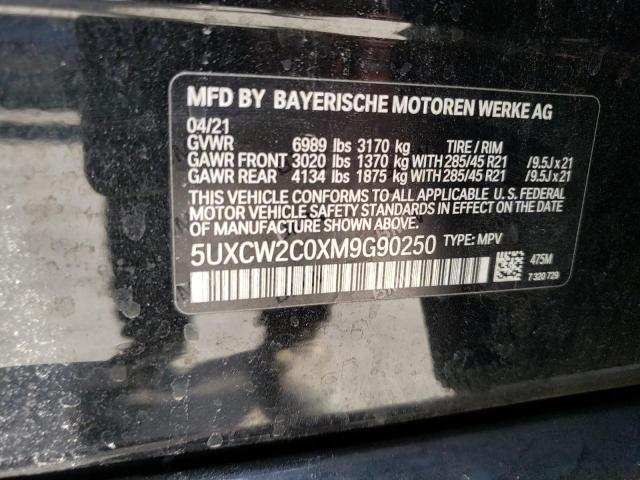 MFD BY BAYERISCHE MOTOREN WERKE AG
04/21
GVWR 6989 lbs 3170 kg TIRE / RIM
GAWR FRONT 3020 lbs 1370 kg WITH 285/45 R21 /9.5J x 21
GAWR REAR 4134 lbs 1875 kg WITH 285/45 R21 /9.5J x 21
THIS VEHICLE CONFORMS TO ALL APPLICABLE U. S. FEDERAL
MOTOR VEHICLE SAFETY STANDARDS IN EFFECT ON THE
DATE OF MANUFACTURE SHOWN ABOVE.
5UXCW2C0XM9G90250 TYPE: MPV
475M
7 320 729